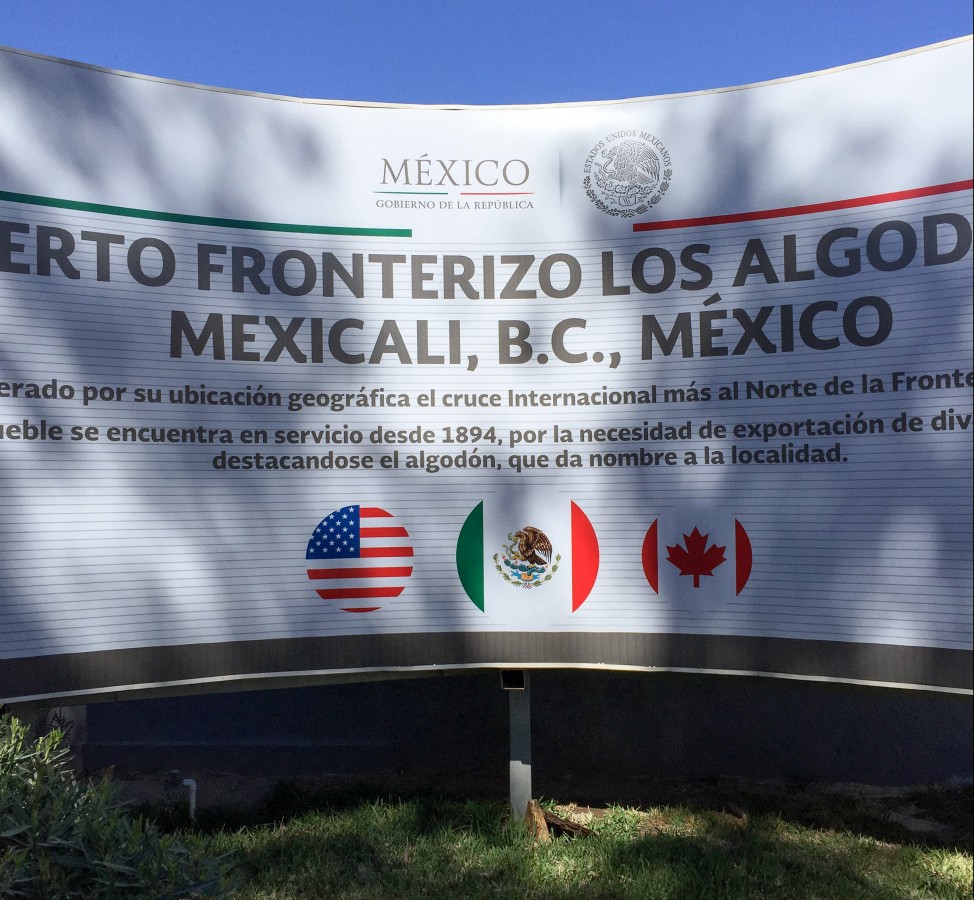 MÉXICO
GOBIERNO DE LA REPÚBLICA
ESTADOS UNIDOS MEXICANOS
ERTO FRONTERIZO LOS ALGOD
MEXICALI, B.C., MÉXICO
erado por su ubicación geográfica el cruce Internacional más al Norte de la Fronte
ueble se encuentra en servicio desde 1894, por la necesidad de exportación de div
destacandose el algodón, que da nombre a la localidad.